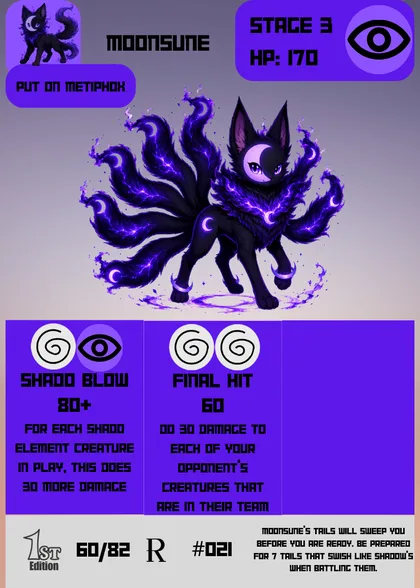 MOONSUNE
STAGE 3
HP: 170
PUT ON METIPHOX
SHADO BLOW
80+
FOR EACH SHADO
ELEMENT CREATURE
IN PLAY, THIS DOES
30 MORE DAMAGE
FINAL HIT
60
DO 30 DAMAGE TO
EACH OF YOUR
OPPONENT'S
CREATURES THAT
ARE IN THEIR TEAM
1ST
Edition
60/82
R
#021
MOONSUNE'S TAILS WILL SWEEP YOU
BEFORE YOU ARE READY. BE PREPARED
FOR 7 TAILS THAT SWISH LIKE SHADOW'S
WHEN BATTLING THEM.